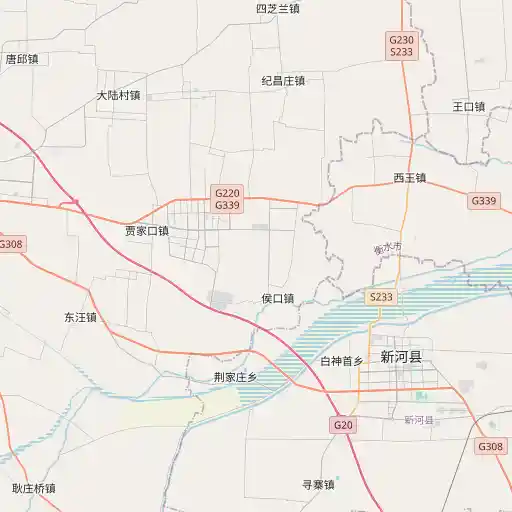 四芝兰镇
G230
S233
唐邱镇
纪昌庄镇
大陆村镇
王口镇
西王镇
G220
G339
G339
贾家口镇
衡水市
G308
侯口镇
S233
东汪镇
新河县
白神首乡
荆家庄乡
新河县
G20
G308
寻寨镇
耿庄桥镇